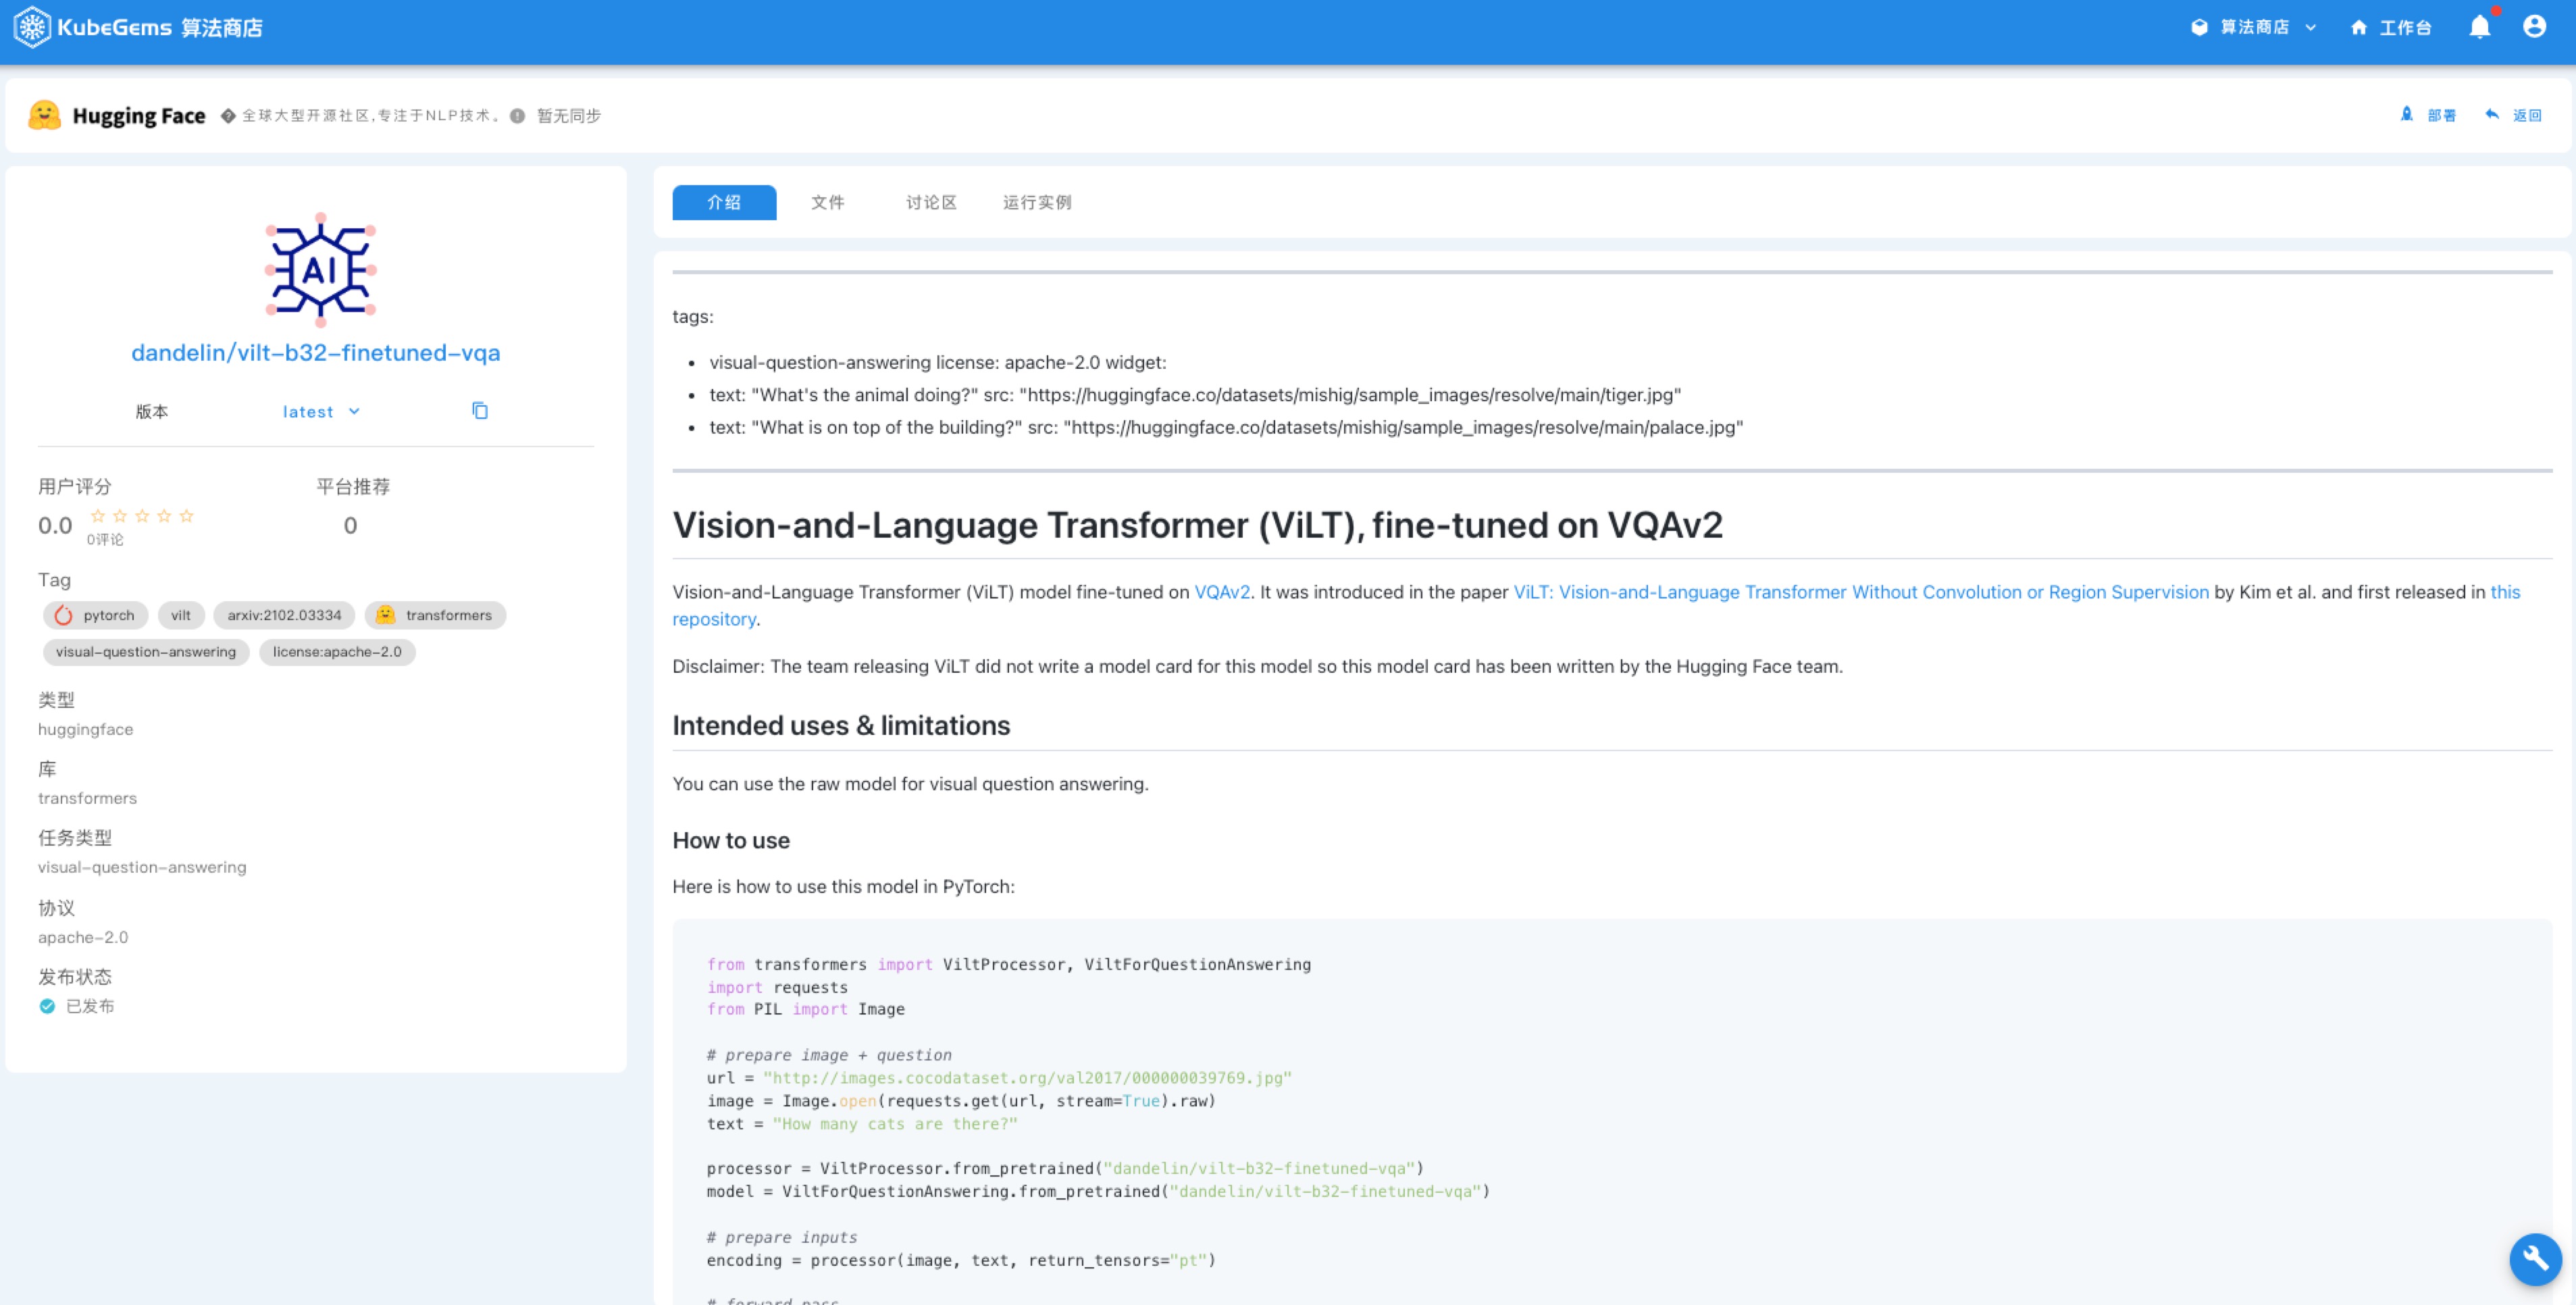 KubeGems 算法商店
算法商店 工作台
Hugging Face 全球大型开源社区,专注于NLP技术。 暂无同步
部署 返回
AI
dandelin/vilt-b32-finetuned-vqa
版本 latest
用户评分 平台推荐
0.0 0
0评论
Tag
pytorch vilt arxiv:2102.03334 transformers
visual-question-answering license:apache-2.0
类型
huggingface
库
transformers
任务类型
visual-question-answering
协议
apache-2.0
发布状态
已发布
介绍 文件 讨论区 运行实例
tags:
• visual-question-answering license: apache-2.0 widget:
• text: "What's the animal doing?" src: "https://huggingface.co/datasets/mishig/sample_images/resolve/main/tiger.jpg"
• text: "What is on top of the building?" src: "https://huggingface.co/datasets/mishig/sample_images/resolve/main/palace.jpg"
Vision-and-Language Transformer (ViLT), fine-tuned on VQAv2
Vision-and-Language Transformer (ViLT) model fine-tuned on VQAv2. It was introduced in the paper ViLT: Vision-and-Language Transformer Without Convolution or Region Supervision by Kim et al. and first released in this
repository.
Disclaimer: The team releasing ViLT did not write a model card for this model so this model card has been written by the Hugging Face team.
Intended uses & limitations
You can use the raw model for visual question answering.
How to use
Here is how to use this model in PyTorch:
from transformers import ViltProcessor, ViltForQuestionAnswering
import requests
from PIL import Image
# prepare image + question
url = "http://images.cocodataset.org/val2017/000000039769.jpg"
image = Image.open(requests.get(url, stream=True).raw)
text = "How many cats are there?"
processor = ViltProcessor.from_pretrained("dandelin/vilt-b32-finetuned-vqa")
model = ViltForQuestionAnswering.from_pretrained("dandelin/vilt-b32-finetuned-vqa")
# prepare inputs
encoding = processor(image, text, return_tensors="pt")
# forward pass